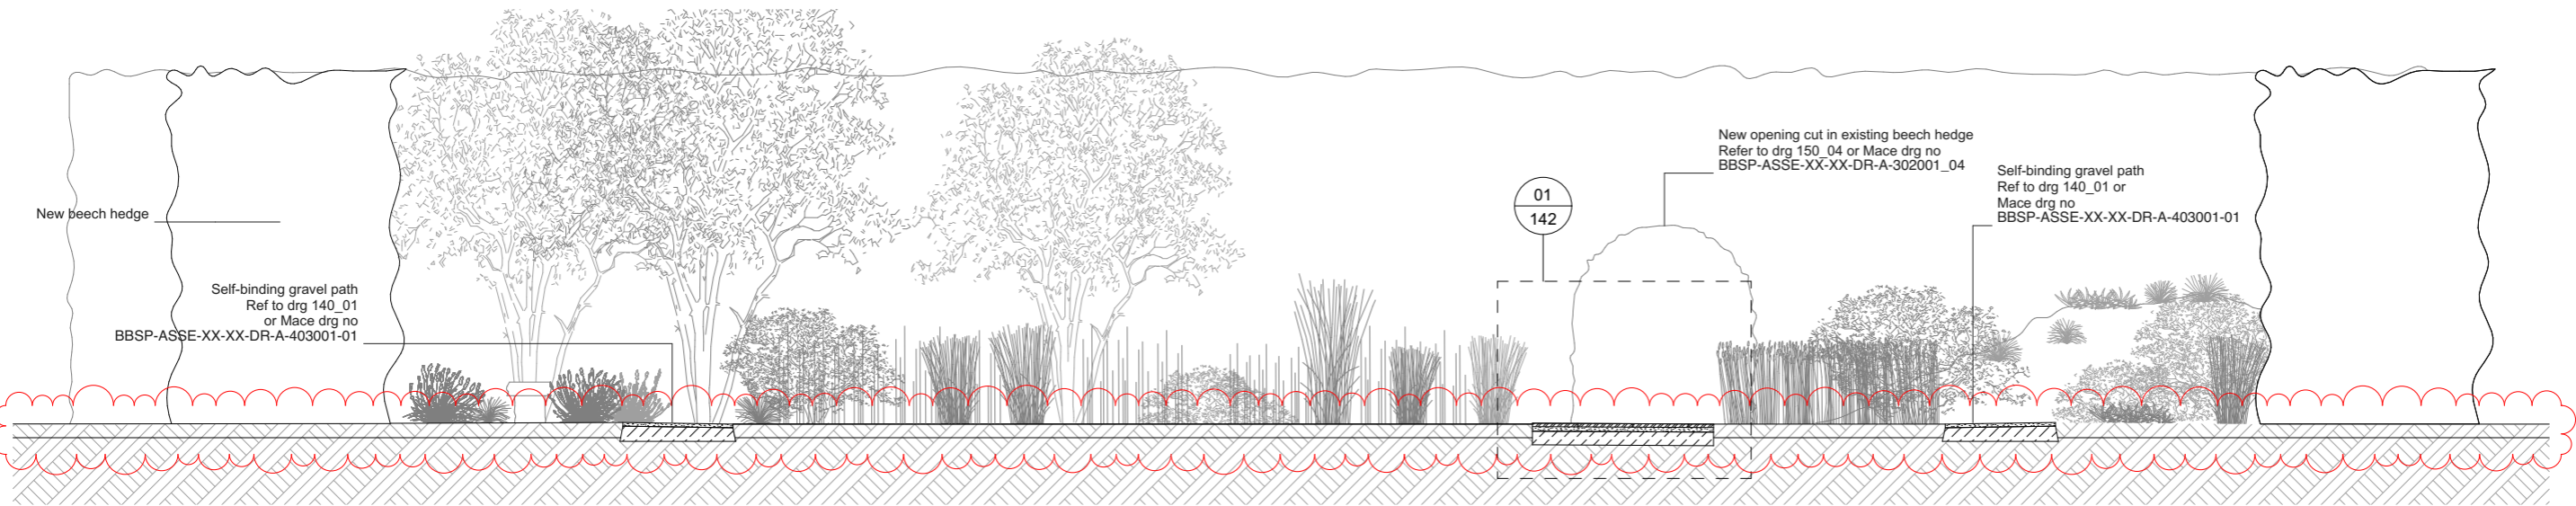 New beech hedge
Self-binding gravel path
Ref to drg 140_01
or Mace drg no
BBSP-ASSE-XX-XX-DR-A-403001-01
01
142
New opening cut in existing beech hedge
Refer to drg 150_04 or Mace drg no
BBSP-ASSE-XX-XX-DR-A-302001_04
Self-binding gravel path
Ref to drg 140_01 or
Mace drg no
BBSP-ASSE-XX-XX-DR-A-403001-01